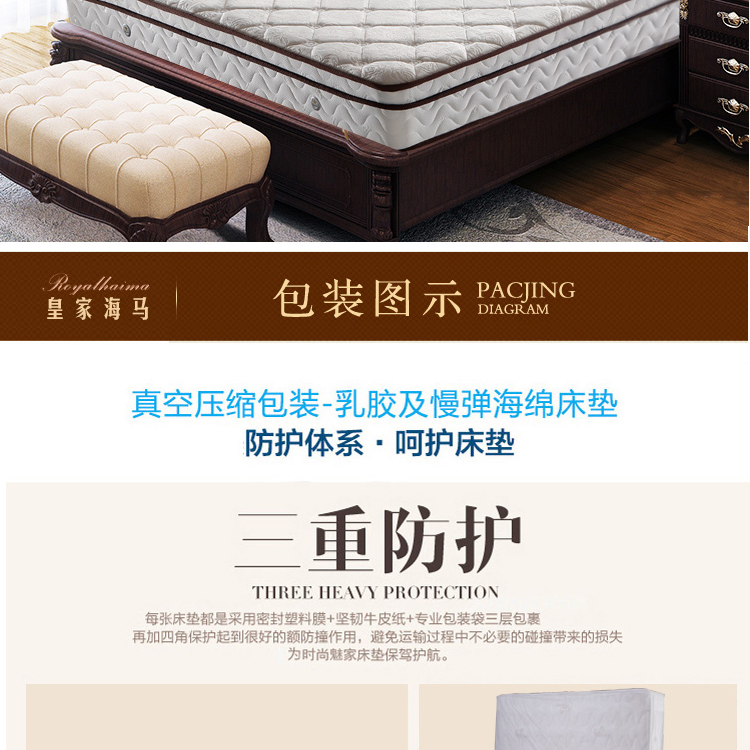 Royalhaima
皇家海马
包装图示 PACJING
DIAGRAM
真空压缩包装-乳胶及慢弹海绵床垫
防护体系·呵护床垫
三重防护
THREE HEAVY PROTECTION
每张床垫都是采用密封塑料膜+坚韧牛皮纸+专业包装袋三层包裹
再加四角保护起到很好的额防撞作用，避免运输过程中不必要的碰撞带来的损失
为时尚魅家床垫保驾护航。